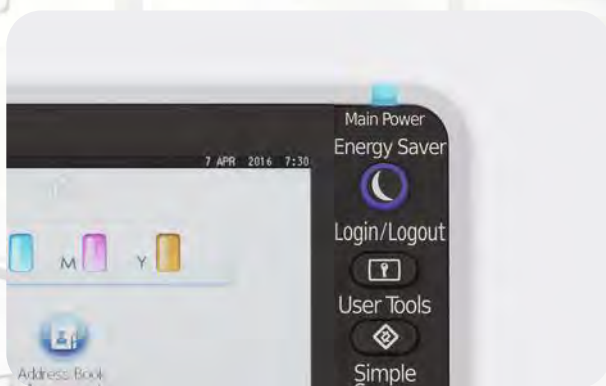 Main Power
Energy Saver
7 APR 2016 7:30
Login/Logout
M Y
User Tools
Address Book
Simple